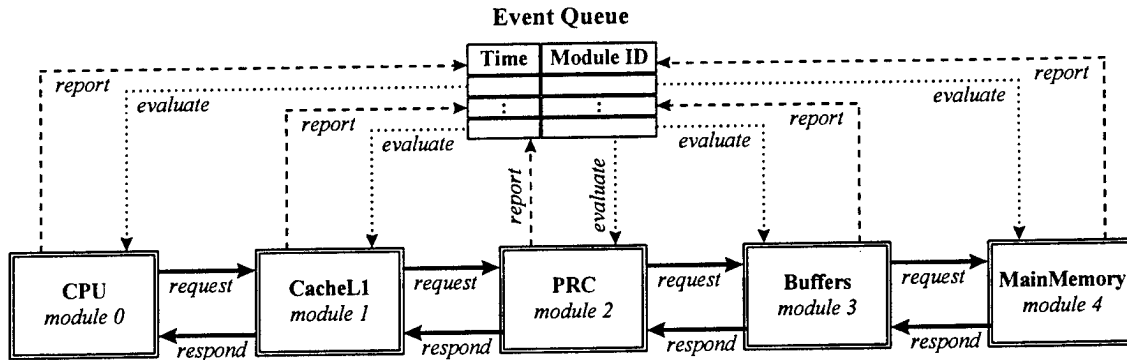 Event Queue
Time Module ID
report report
evaluate evaluate
: :
report report
evaluate evaluate
report evaluate
CPU
module 0
request
respond
CacheL1
module 1
request
respond
PRC
module 2
request
respond
Buffers
module 3
request
respond
MainMemory
module 4